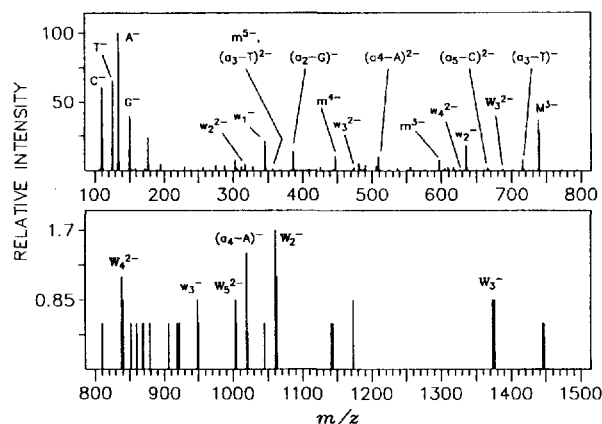 RELATIVE INTENSITY
100
50
C⁻
T⁻
A⁻
G⁻
w₂²⁻
w₁⁻
m⁵⁻,
(a₃–T)²⁻
(a₂–G)⁻
m⁴⁻
w₃²⁻
(a4–A)²⁻
m³⁻
(a₅–C)²⁻
w₄²⁻
w₂⁻
W₃²⁻
(a₃–T)⁻
M³⁻
100 200 300 400 500 600 700 800
1.7
0.85
W₄²⁻
w₃⁻
W₅²⁻
(a₄–A)⁻
W₂⁻
W₃⁻
800 900 1000 1100 1200 1300 1400 1500
m/z